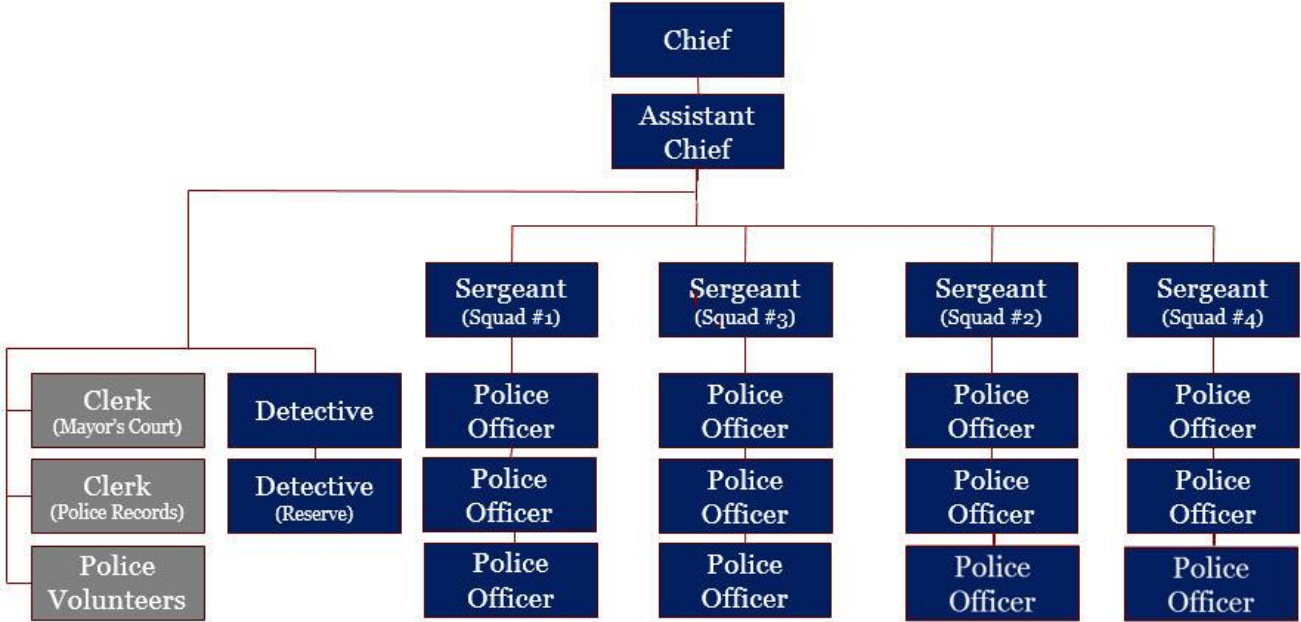 Chief
Assistant
Chief
Sergeant
(Squad #1)
Sergeant
(Squad #3)
Sergeant
(Squad #2)
Sergeant
(Squad #4)
Clerk
(Mayor's Court)
Detective
Police
Officer
Police
Officer
Police
Officer
Police
Officer
Clerk
(Police Records)
Detective
(Reserve)
Police
Officer
Police
Officer
Police
Officer
Police
Officer
Police
Volunteers
Police
Officer
Police
Officer
Police
Officer
Police
Officer